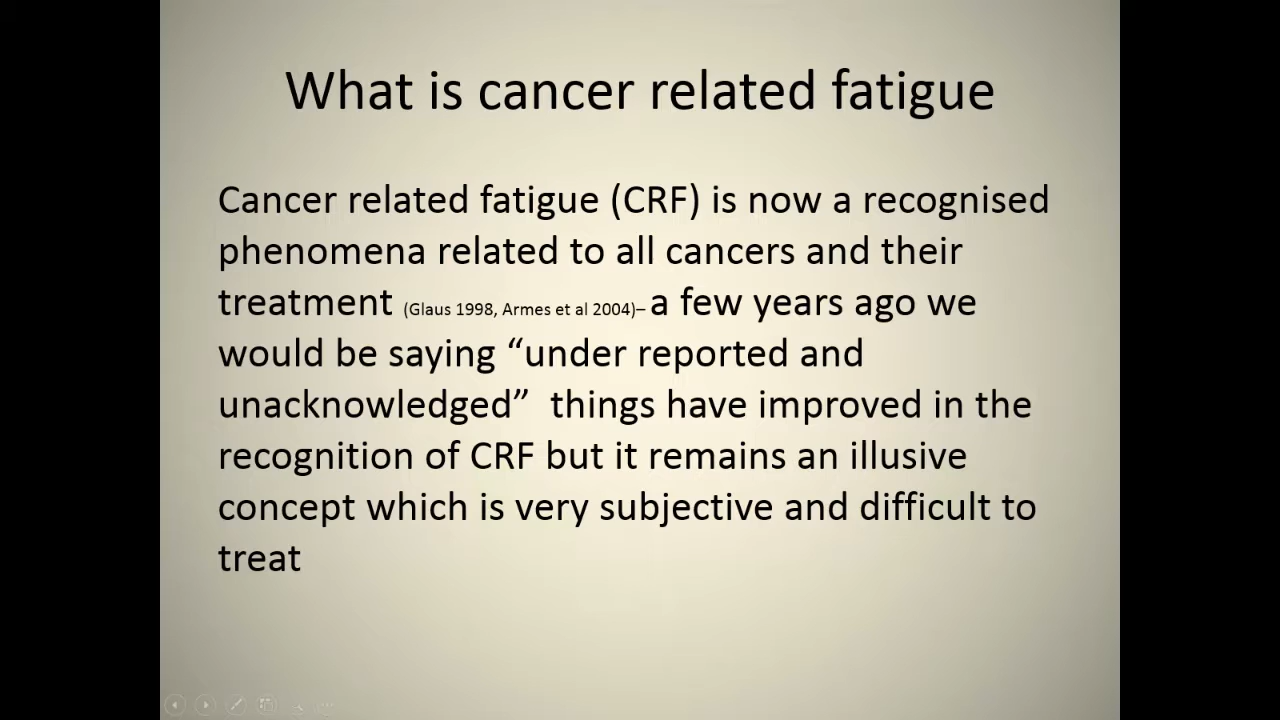 What is cancer related fatigue
Cancer related fatigue (CRF) is now a recognised
phenomena related to all cancers and their
treatment (Glaus 1998, Armes et al 2004)– a few years ago we
would be saying “under reported and
unacknowledged”  things have improved in the
recognition of CRF but it remains an illusive
concept which is very subjective and difficult to
treat